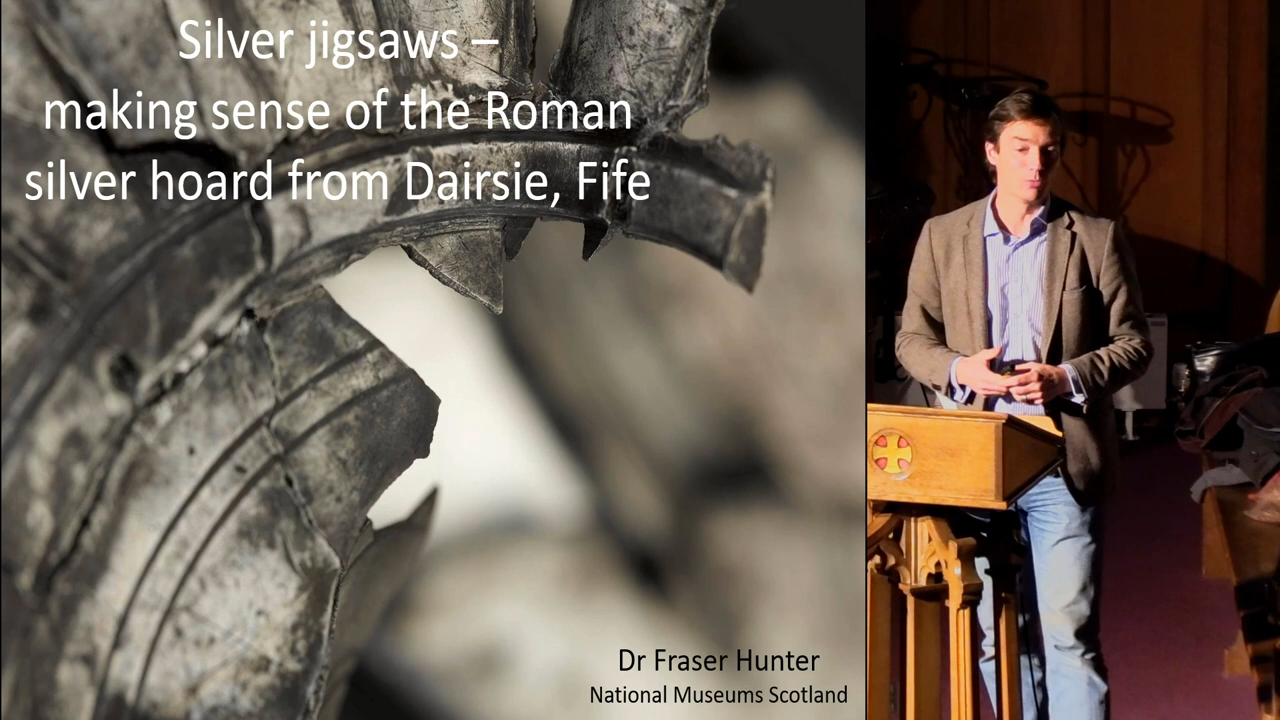 Silver jigsaws –
making sense of the Roman
silver hoard from Dairsie, Fife
Dr Fraser Hunter
National Museums Scotland